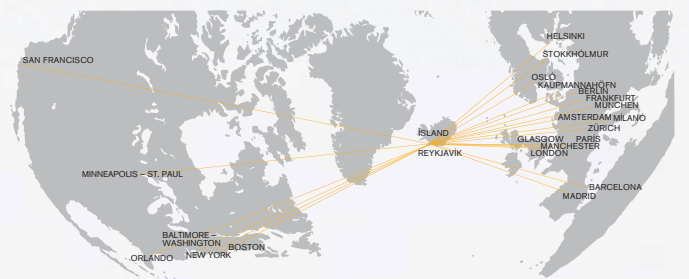 SAN FRANCISCO
MINNEAPOLIS – ST. PAUL
BALTIMORE –
WASHINGTON
ORLANDO
NEW YORK
BOSTON
ÍSLAND
REYKJAVÍK
HELSINKI
STOKKHÓLMUR
OSLÓ
KAUPMANNAHÖFN
BERLIN
FRANKFURT
MÜNCHEN
AMSTERDAM
MILANO
ZÜRICH
GLASGOW
PARÍS
MANCHESTER
LONDON
BARCELONA
MADRID